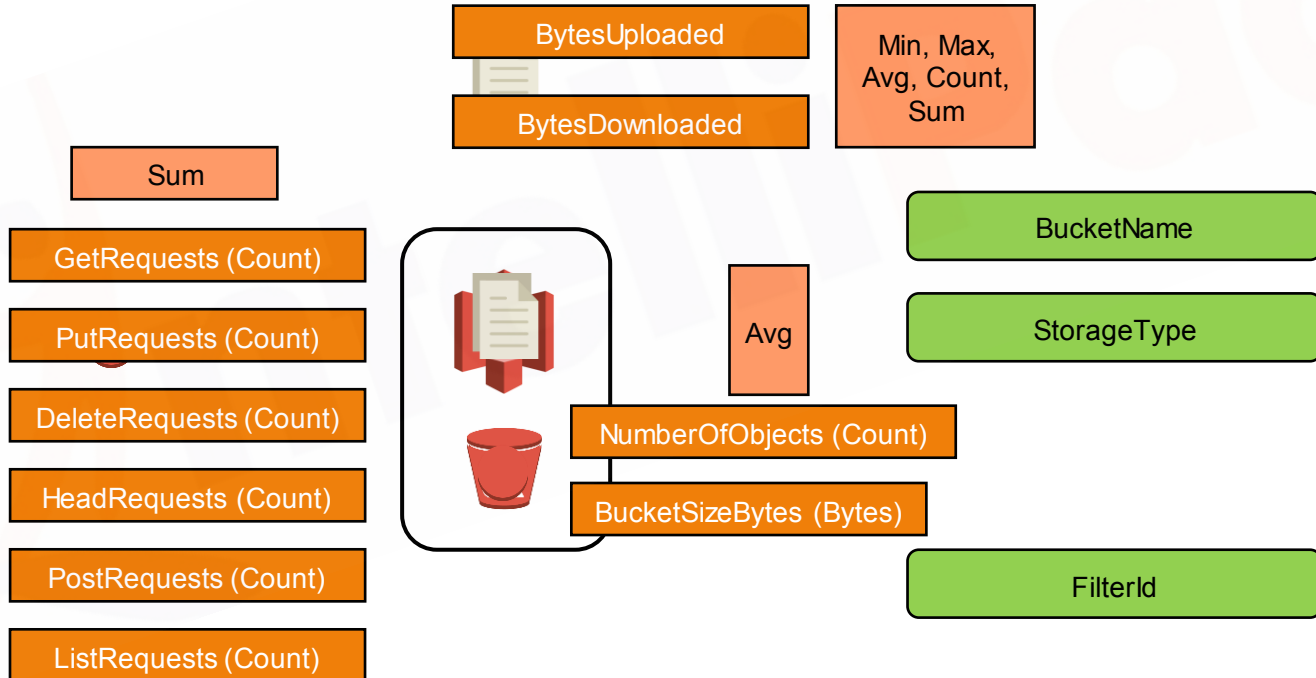 BytesUploaded
BytesDownloaded
Min, Max,
Avg, Count,
Sum
Sum
GetRequests (Count)
PutRequests (Count)
DeleteRequests (Count)
HeadRequests (Count)
PostRequests (Count)
ListRequests (Count)
Avg
NumberOfObjects (Count)
BucketSizeBytes (Bytes)
BucketName
StorageType
FilterId